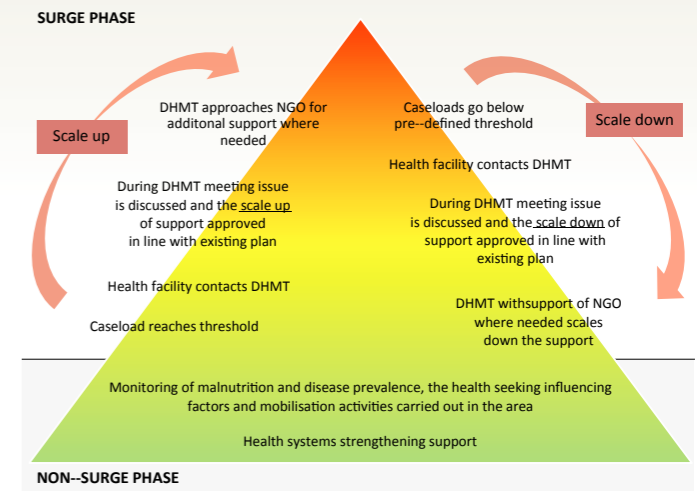 SURGE PHASE
Scale up
DHMT approaches NGO for
additonal support where
needed
During DHMT meeting issue
is discussed and the scale up
of support approved
in line with existing plan
Health facility contacts DHMT
Caseload reaches threshold
Scale down
Caseloads go below
pre--defined threshold
Health facility contacts DHMT
During DHMT meeting issue
is discussed and the scale down of
support approved in line with
existing plan
DHMT withsupport of NGO
where needed scales
down the support
Monitoring of malnutrition and disease prevalence, the health seeking influencing
factors and mobilisation activities carried out in the area
Health systems strengthening support
NON--SURGE PHASE